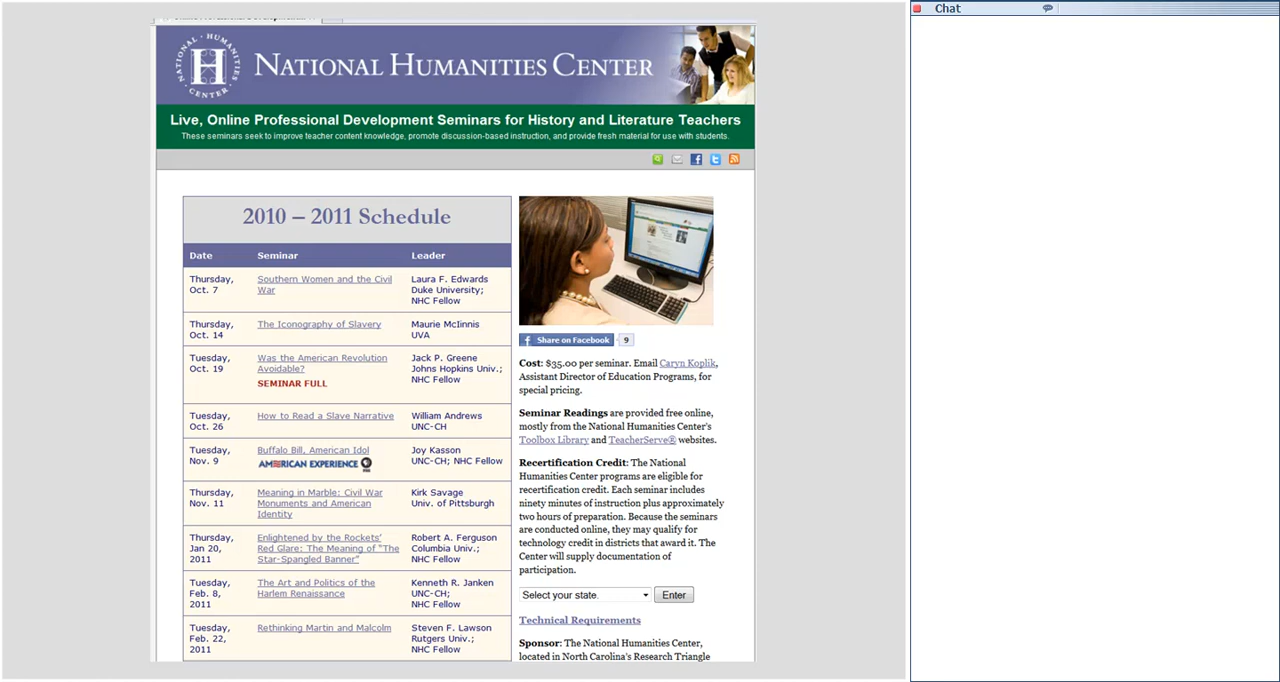 Chat
NATIONAL HUMANITIES CENTER
NATIONAL HUMANITIES CENTER
Live, Online Professional Development Seminars for History and Literature Teachers
These seminars seek to improve teacher content knowledge, promote discussion-based instruction, and provide fresh material for use with students.
2010 – 2011 Schedule
Date Seminar Leader
Thursday, Oct. 7
Southern Women and the Civil War
Laura F. Edwards
Duke University;
NHC Fellow
Thursday, Oct. 14
The Iconography of Slavery
Maurie McIinnis
UVA
Tuesday, Oct. 19
Was the American Revolution
Avoidable?
SEMINAR FULL
Jack P. Greene
Johns Hopkins Univ.;
NHC Fellow
Tuesday, Oct. 26
How to Read a Slave Narrative
William Andrews
UNC-CH
Tuesday, Nov. 9
Buffalo Bill, American Idol
AMERICAN EXPERIENCE
Joy Kasson
UNC-CH; NHC Fellow
Thursday, Nov. 11
Meaning in Marble: Civil War
Monuments and American
Identity
Kirk Savage
Univ. of Pittsburgh
Thursday, Jan 20, 2011
Enlightened by the Rockets'
Red Glare: The Meaning of "The
Star-Spangled Banner"
Robert A. Ferguson
Columbia Univ.;
NHC Fellow
Tuesday, Feb. 8, 2011
The Art and Politics of the
Harlem Renaissance
Kenneth R. Janken
UNC-CH;
NHC Fellow
Tuesday, Feb. 22, 2011
Rethinking Martin and Malcolm
Steven F. Lawson
Rutgers Univ.;
NHC Fellow
Share on Facebook 9
Cost: $35.00 per seminar. Email Caryn Koplik,
Assistant Director of Education Programs, for
special pricing.
Seminar Readings are provided free online,
mostly from the National Humanities Center's
Toolbox Library and TeacherServe® websites.
Recertification Credit: The National
Humanities Center programs are eligible for
recertification credit. Each seminar includes
ninety minutes of instruction plus approximately
two hours of preparation. Because the seminars
are conducted online, they may qualify for
technology credit in districts that award it. The
Center will supply documentation of
participation.
Select your state. Enter
Technical Requirements
Sponsor: The National Humanities Center,
located in North Carolina's Research Triangle